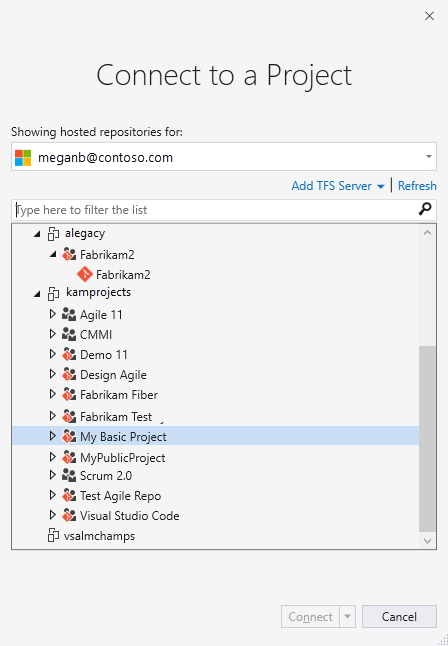 Connect to a Project
Showing hosted repositories for:
meganb@contoso.com
Add TFS Server | Refresh
Type here to filter the list
alegacy
Fabrikam2
Fabrikam2
kamprojects
Agile 11
CMMI
Demo 11
Design Agile
Fabrikam Fiber
Fabrikam Test
My Basic Project
MyPublicProject
Scrum 2.0
Test Agile Repo
Visual Studio Code
vsalmchamps
Connect Cancel